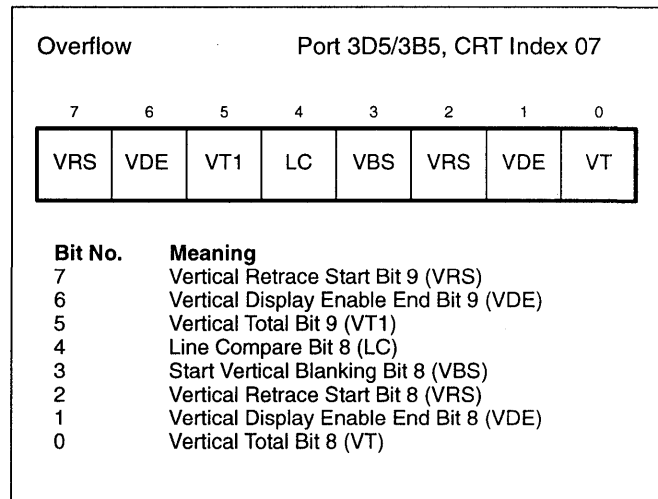 Overflow Port 3D5/3B5, CRT Index 07
7 6 5 4 3 2 1 0
VRS VDE VT1 LC VBS VRS VDE VT
Bit No. Meaning
7 Vertical Retrace Start Bit 9 (VRS)
6 Vertical Display Enable End Bit 9 (VDE)
5 Vertical Total Bit 9 (VT1)
4 Line Compare Bit 8 (LC)
3 Start Vertical Blanking Bit 8 (VBS)
2 Vertical Retrace Start Bit 8 (VRS)
1 Vertical Display Enable End Bit 8 (VDE)
0 Vertical Total Bit 8 (VT)